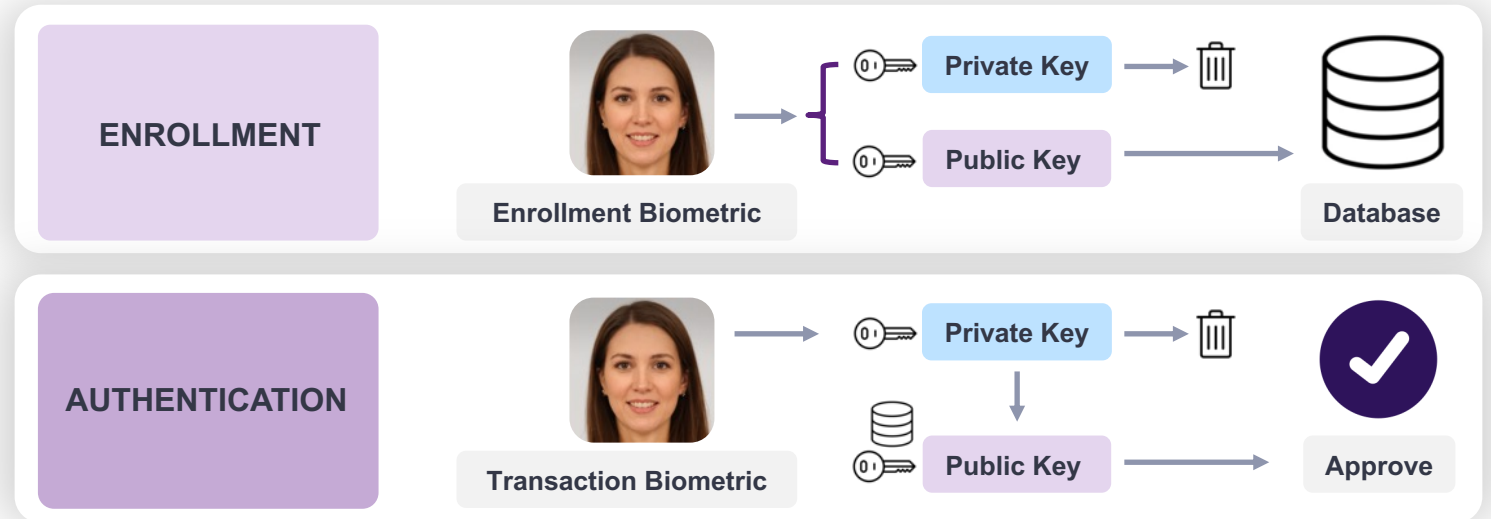 ENROLLMENT
Enrollment Biometric
Private Key
Public Key
Database
AUTHENTICATION
Transaction Biometric
Private Key
Public Key
Approve